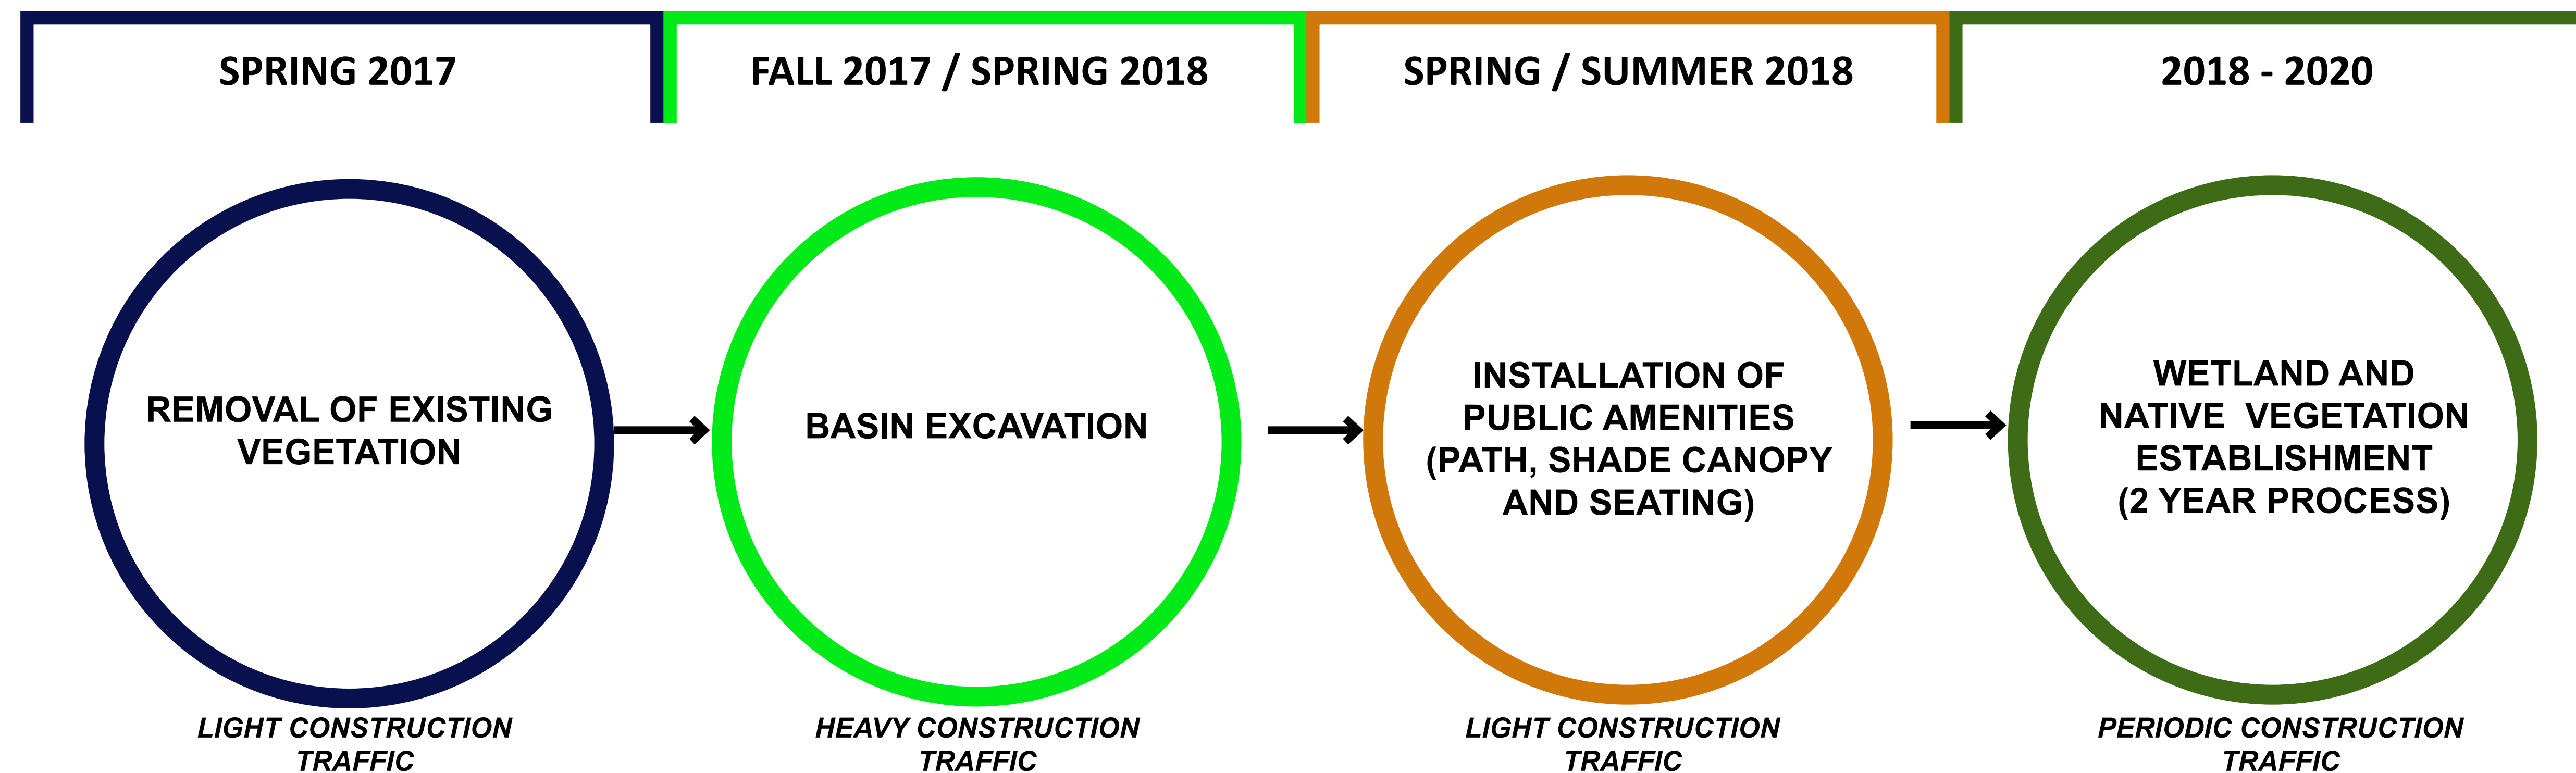 SPRING 2017
FALL 2017 / SPRING 2018
SPRING / SUMMER 2018
2018 - 2020
REMOVAL OF EXISTING
VEGETATION
BASIN EXCAVATION
INSTALLATION OF
PUBLIC AMENITIES
(PATH, SHADE CANOPY
AND SEATING)
WETLAND AND
NATIVE  VEGETATION
ESTABLISHMENT
(2 YEAR PROCESS)
LIGHT CONSTRUCTION
TRAFFIC
HEAVY CONSTRUCTION
TRAFFIC
LIGHT CONSTRUCTION
TRAFFIC
PERIODIC CONSTRUCTION
TRAFFIC